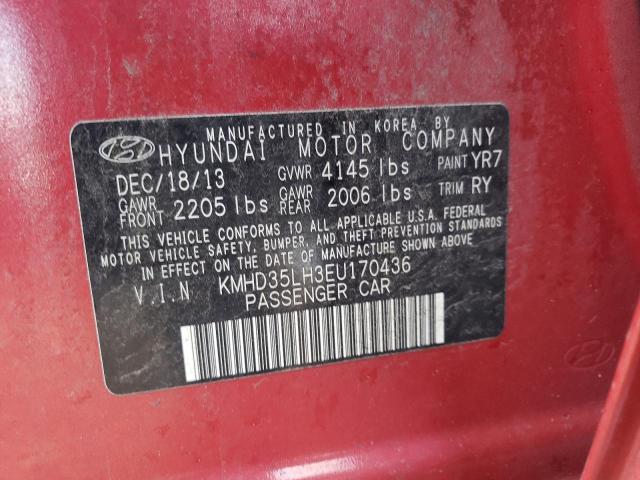 MANUFACTURED IN KOREA BY
HYUNDAI MOTOR COMPANY
DEC/18/13 GVWR 4145 lbs PAINT YR7
GAWR FRONT 2205 lbs GAWR REAR 2006 lbs TRIM RY
THIS VEHICLE CONFORMS TO ALL APPLICABLE U.S.A. FEDERAL
MOTOR VEHICLE SAFETY, BUMPER, AND THEFT PREVENTION STANDARDS
IN EFFECT ON THE DATE OF MANUFACTURE SHOWN ABOVE.
V.I.N KMHD35LH3EU170436
PASSENGER CAR